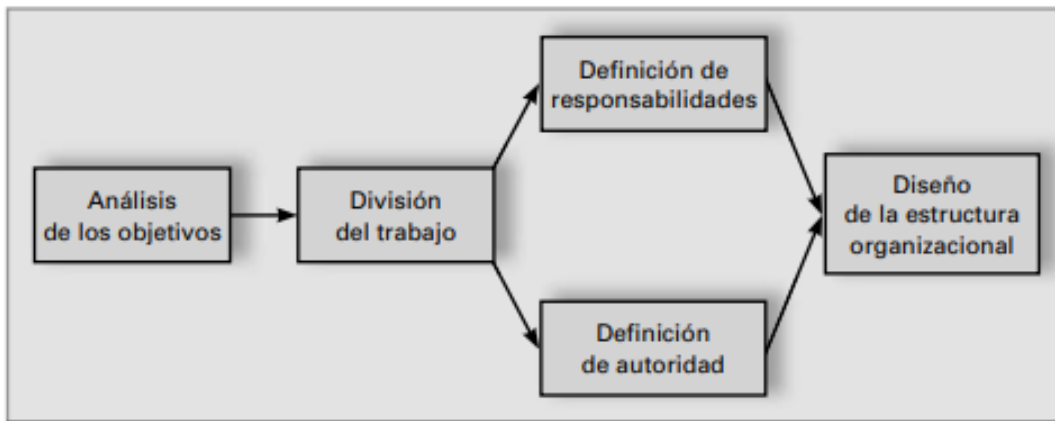 Análisis
de los objetivos
División
del trabajo
Definición de
responsabilidades
Definición
de autoridad
Diseño
de la estructura
organizacional